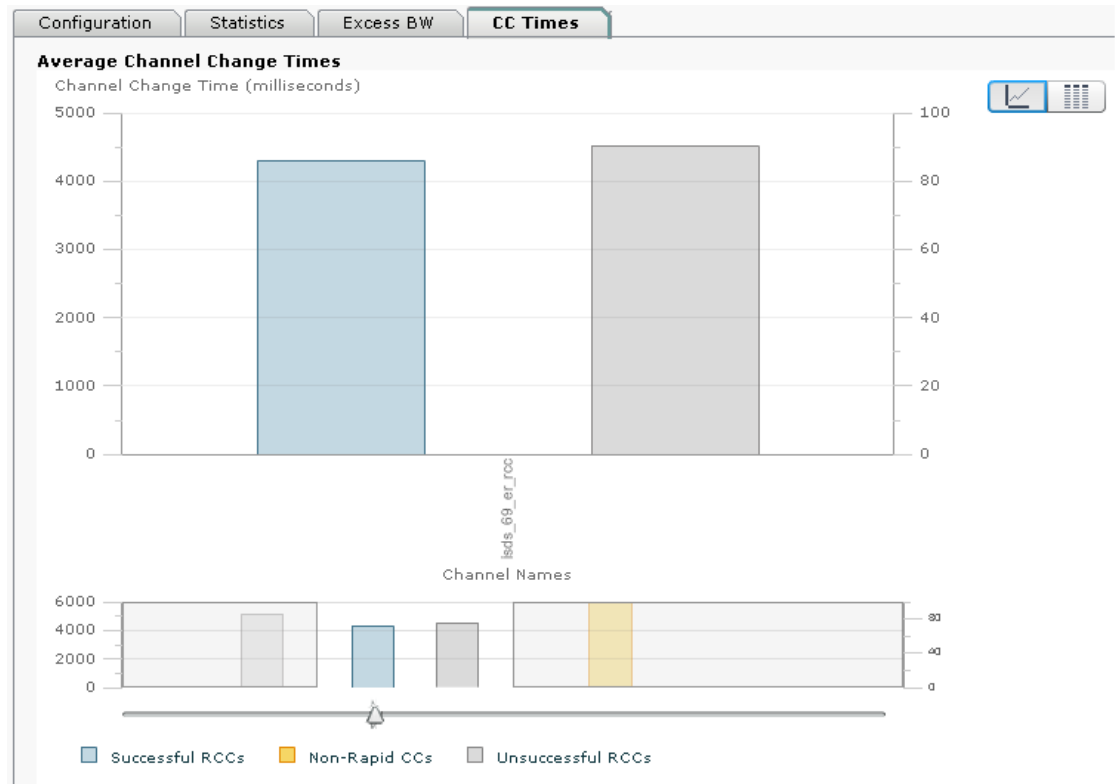 Configuration Statistics Excess BW CC Times
Average Channel Change Times
Channel Change Time (milliseconds)
5000 100
4000 80
3000 60
2000 40
1000 20
0 0
isds_69_er_rcc
Channel Names
6000
4000 80
2000 40
0 0
Successful RCCs Non-Rapid CCs Unsuccessful RCCs